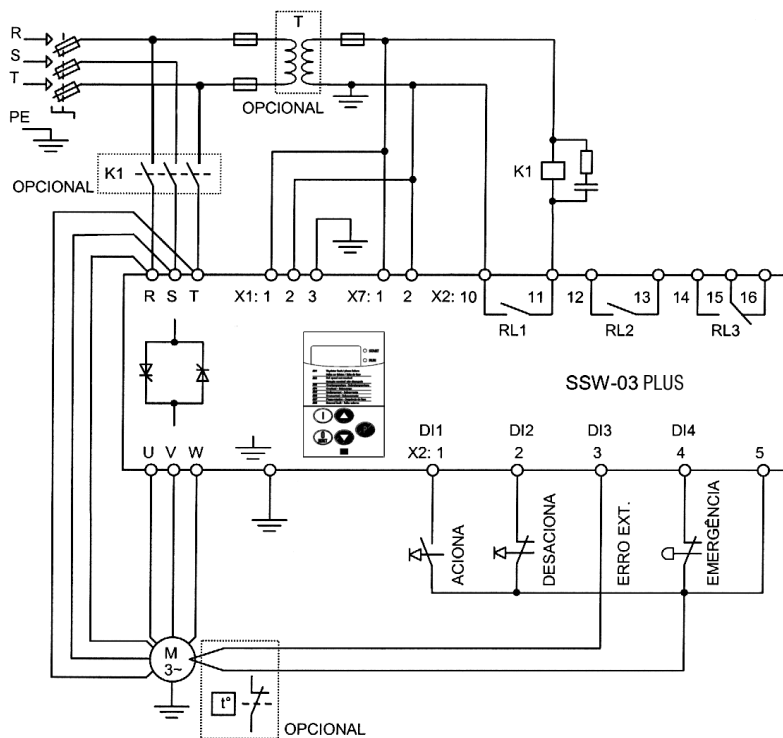 T
R
S
T
OPCIONAL
PE
K1
OPCIONAL
K1
R S T X1: 1 2 3 X7: 1 2 X2: 10 11 12 13 14 15 16
RL1 RL2 RL3
START
RUN
I
SSW-03 PLUS
U V W
DI1 DI2 DI3 DI4
X2: 1 2 3 4 5
ACIONA
DESACIONA
ERRO EXT.
EMERGÊNCIA
M
3~
t°
OPCIONAL